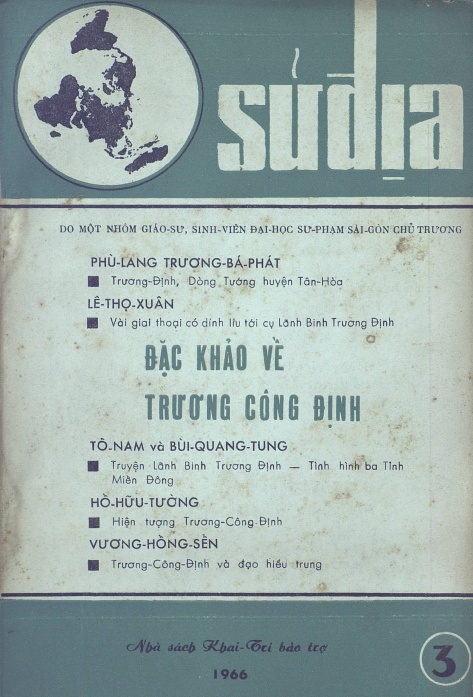 sử địa
DO MỘT NHÓM GIÁO-SƯ, SINH-VIÊN ĐẠI-HỌC SƯ-PHẠM SÀI-GÒN CHỦ TRƯƠNG
PHÙ-LANG TRƯƠNG-BÁ-PHÁT
Trương-Định, Dòng Tướng huyện Tân-Hòa
LÊ-THỌ-XUÂN
Vài giai thoại có dính líu tới cụ Lãnh Binh Trương Định
ĐẶC KHẢO VỀ
TRƯƠNG CÔNG ĐỊNH
TÔ-NAM và BÙI-QUANG-TUNG
Truyện Lãnh Binh Trương Định — Tình hình ba Tỉnh
Miền Đông
HỒ-HỮU-TƯỜNG
Hiện tượng Trương-Công-Định
VƯƠNG-HỒNG-SỂN
Trương-Công-Định và đạo hiếu trung
Nhà sách Khai-Trí bảo trợ
1966
3